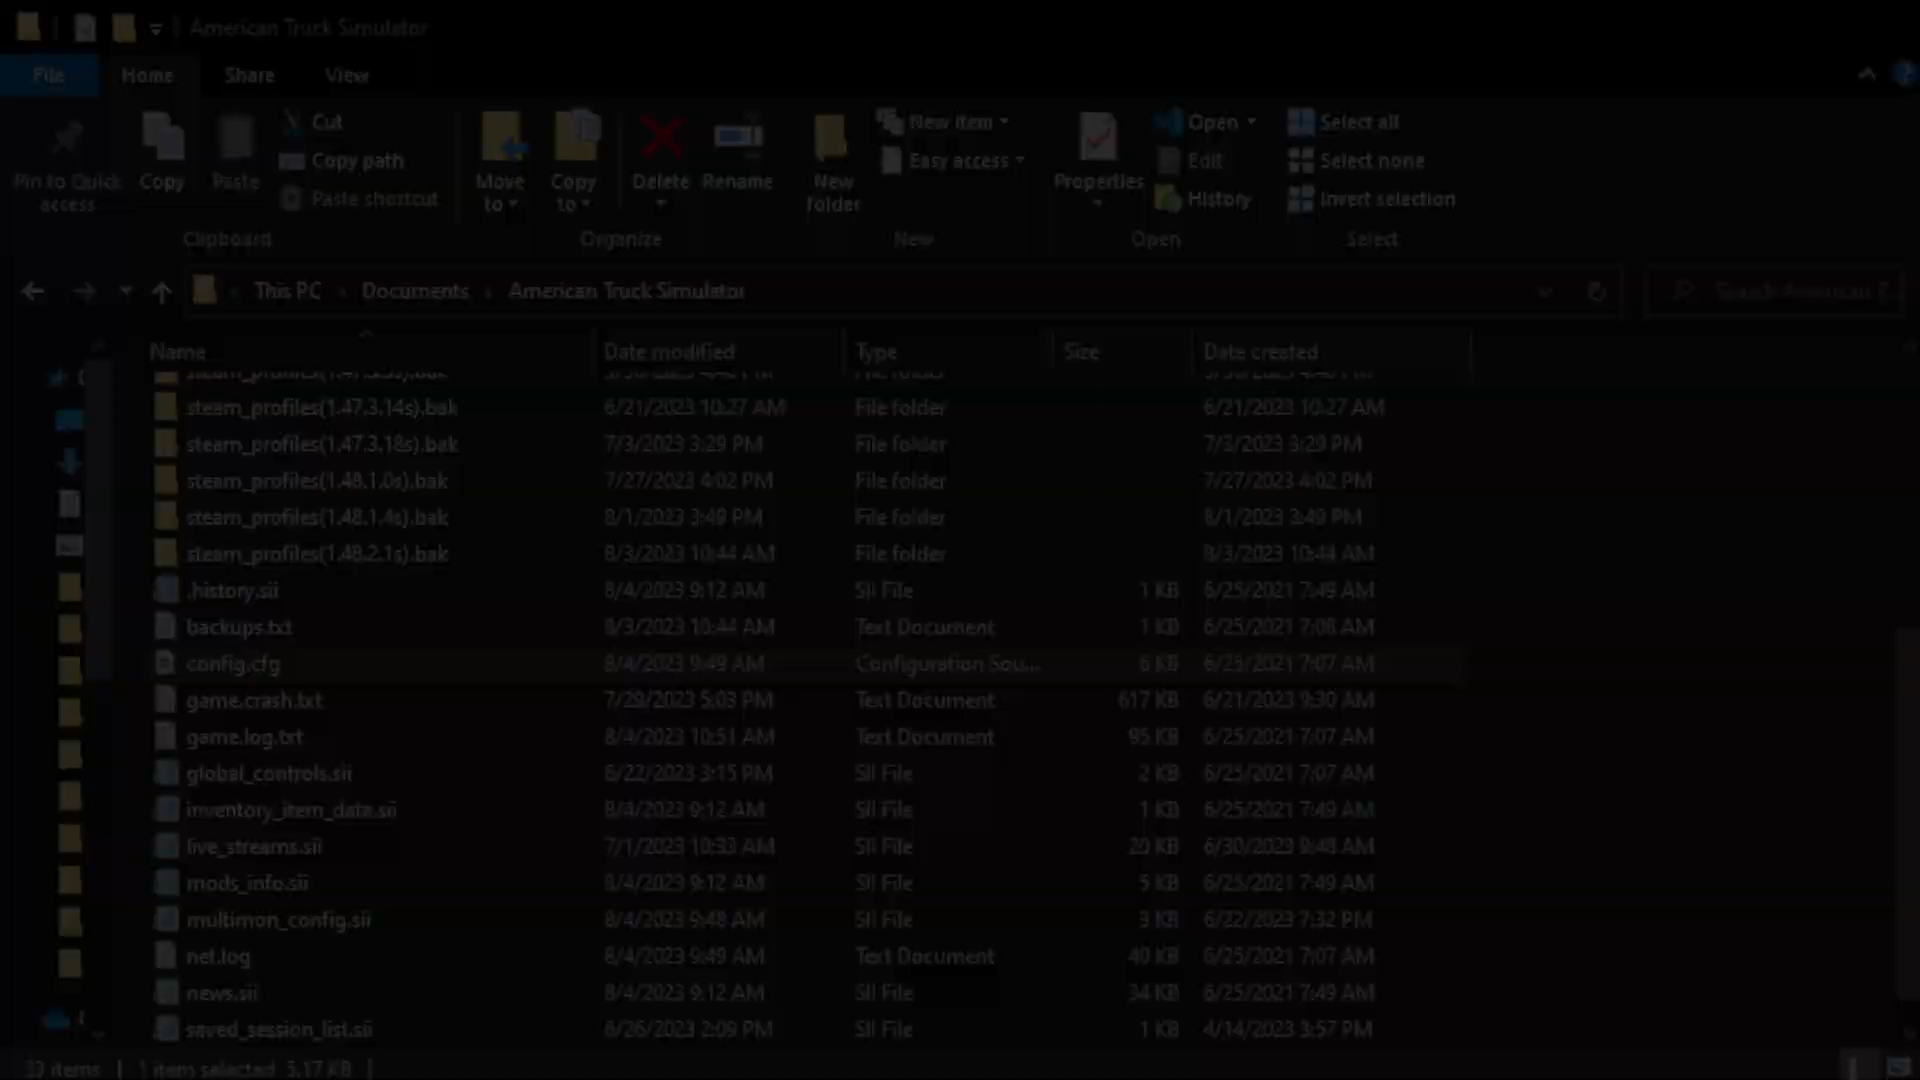 American Truck Simulator
File Home Share View
Pin to Quick access
Copy
Paste
Cut
Copy path
Paste shortcut
Move to
Copy to
Delete
Rename
New folder
New item
Easy access
Properties
Open
Edit
History
Select all
Select none
Invert selection
Clipboard Organize New Open Select
This PC Documents American Truck Simulator
Search American T...
Name Date modified Type Size Date created
steam_profiles(1.47.3.14s).bak 6/21/2023 10:27 AM File folder 6/21/2023 10:27 AM
steam_profiles(1.47.3.18s).bak 7/3/2023 3:29 PM File folder 7/3/2023 3:29 PM
steam_profiles(1.48.1.0s).bak 7/27/2023 4:02 PM File folder 7/27/2023 4:02 PM
steam_profiles(1.48.1.4s).bak 8/1/2023 3:49 PM File folder 8/1/2023 3:49 PM
steam_profiles(1.48.2.1s).bak 8/3/2023 10:44 AM File folder 8/3/2023 10:44 AM
.history.sii 8/4/2023 9:12 AM SII File 1 KB 6/25/2021 7:49 AM
backups.txt 8/3/2023 10:44 AM Text Document 1 KB 6/25/2021 7:08 AM
config.cfg 8/4/2023 9:49 AM Configuration Sou... 6 KB 6/25/2021 7:07 AM
game.crash.txt 7/29/2023 5:03 PM Text Document 617 KB 6/21/2023 9:30 AM
game.log.txt 8/4/2023 10:51 AM Text Document 95 KB 6/25/2021 7:07 AM
global_controls.sii 6/22/2023 3:15 PM SII File 2 KB 6/25/2021 7:07 AM
inventory_item_data.sii 8/4/2023 9:12 AM SII File 1 KB 6/25/2021 7:49 AM
live_streams.sii 7/1/2023 10:33 AM SII File 20 KB 6/30/2023 9:48 AM
mods_info.sii 8/4/2023 9:12 AM SII File 5 KB 6/25/2021 7:49 AM
multimon_config.sii 8/4/2023 9:48 AM SII File 3 KB 6/22/2023 7:32 PM
net.log 8/4/2023 9:49 AM Text Document 40 KB 6/25/2021 7:07 AM
news.sii 8/4/2023 9:12 AM SII File 34 KB 6/25/2021 7:49 AM
saved_session_list.sii 6/26/2023 2:09 PM SII File 1 KB 4/14/2023 3:57 PM
33 items 1 item selected 5.17 KB